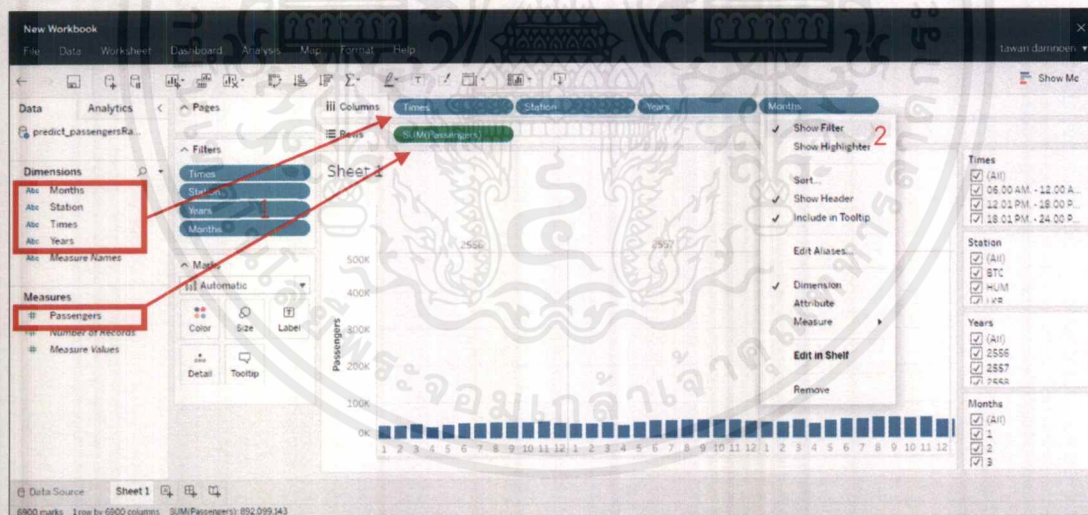 New Workbook
File Data Worksheet Dashboard Analysis Map Format Help
tawan damnoen
Show Me
Data Analytics
predict_passengersRa...
Dimensions
Abc Months
Abc Station
Abc Times
Abc Years
Abc Measure Names
Measures
# Passengers
# Number of Records
# Measure Values
Pages
Filters
Times
Station
Years
Months
1
Marks
Automatic
Color Size Label
Detail Tooltip
Columns Times Station Years Months
Rows SUM(Passengers)
Sheet 1
2556 2557
Passengers
500K
400K
300K
200K
100K
0K
1 2 3 4 5 6 7 8 9 10 11 12 1 2 3 4 5 6 7 8 9 10 11 12 1 2 3 4 5 6 7 8 9 10 11 12
2
Show Filter
Show Highlighter
Sort...
Show Header
Include in Tooltip
Edit Aliases...
Dimension
Attribute
Measure
Edit in Shelf
Remove
Times
(All)
06.00 AM. - 12.00 A...
12.01 PM. - 18.00 P...
18.01 PM. - 24.00 P...
Station
(All)
BTC
HUM
Years
(All)
2556
2557
2558
Months
(All)
1
2
3
Data Source Sheet 1
6900 marks 1 row by 6900 columns SUM(Passengers): 892,099,343